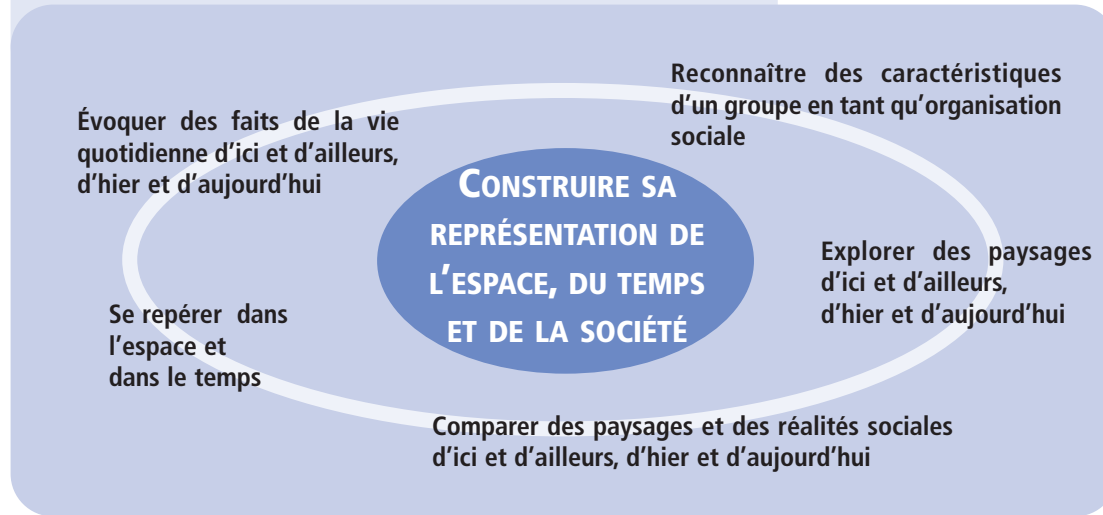 Reconnaître des caractéristiques
d'un groupe en tant qu'organisation
sociale
Évoquer des faits de la vie
quotidienne d'ici et d'ailleurs,
d'hier et d'aujourd'hui
CONSTRUIRE SA
REPRÉSENTATION DE
L'ESPACE, DU TEMPS
ET DE LA SOCIÉTÉ
Explorer des paysages
d'ici et d'ailleurs,
d'hier et d'aujourd'hui
Se repérer dans
l'espace et
dans le temps
Comparer des paysages et des réalités sociales
d'ici et d'ailleurs, d'hier et d'aujourd'hui